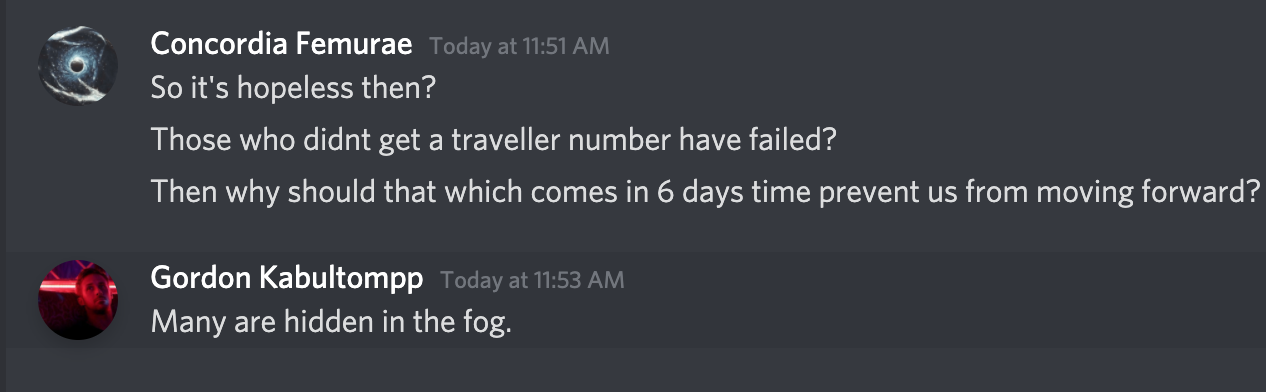 Concordia Femurae Today at 11:51 AM
So it's hopeless then?
Those who didnt get a traveller number have failed?
Then why should that which comes in 6 days time prevent us from moving forward?
Gordon Kabultompp Today at 11:53 AM
Many are hidden in the fog.